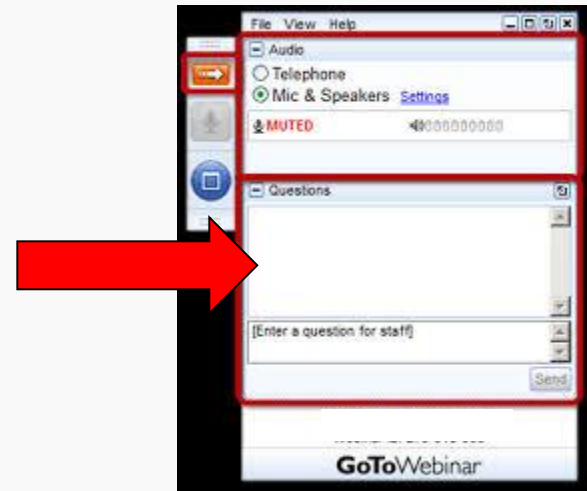 File View Help
Audio
Telephone
Mic & Speakers Settings
MUTED
Questions
[Enter a question for staff]
Send
GoToWebinar